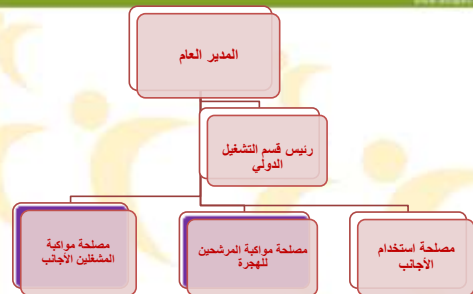 المدير العام
رئيس قسم التشغيل
الدولي
مصلحة استخدام
الأجانب
مصلحة مواكبة المرشحين
للهجرة
مصلحة مواكبة
المشغلين الأجانب